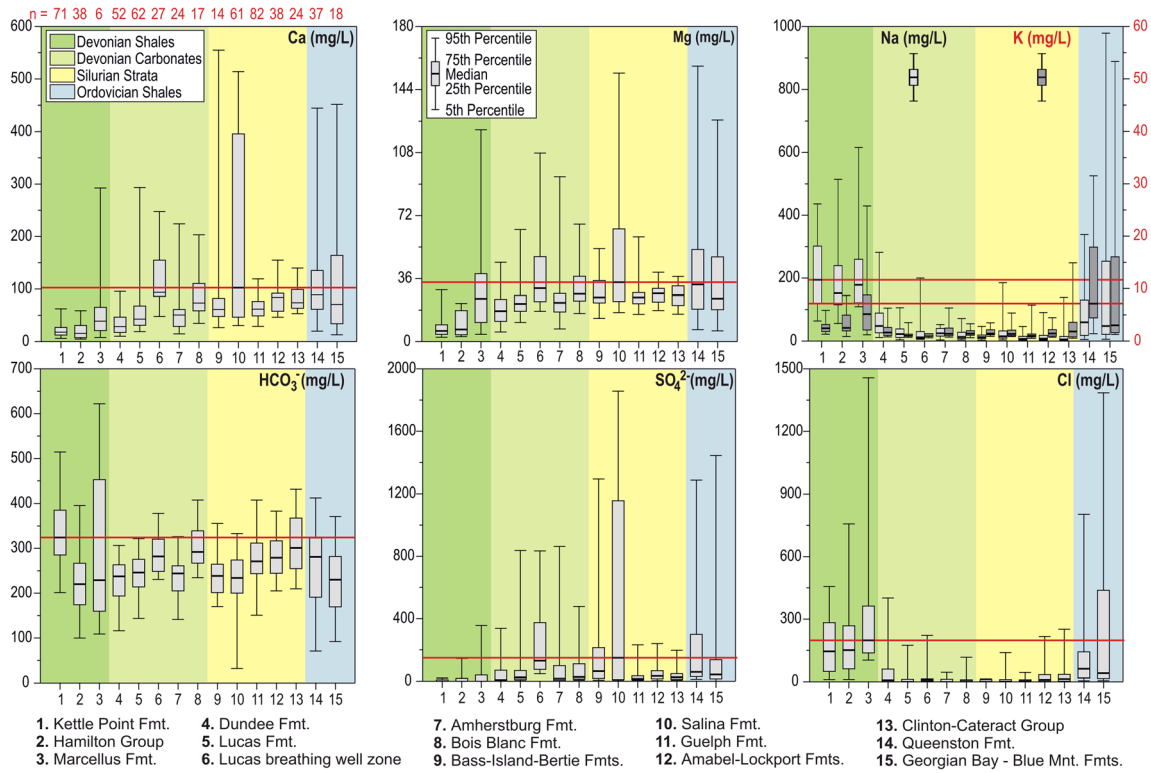 n = 71 38 6 52 62 27 24 17 14 61 82 38 24 37 18
Ca (mg/L)
Devonian Shales
Devonian Carbonates
Silurian Strata
Ordovician Shales
600
500
400
300
200
100
0
1 2 3 4 5 6 7 8 9 10 11 12 13 14 15
Mg (mg/L)
95th Percentile
75th Percentile
Median
25th Percentile
5th Percentile
180
144
108
72
36
0
1 2 3 4 5 6 7 8 9 10 11 12 13 14 15
Na (mg/L) K (mg/L)
1000
800
600
400
200
0
60
50
40
30
20
10
0
1 2 3 4 5 6 7 8 9 10 11 12 13 14 15
HCO₃⁻(mg/L)
700
600
500
400
300
200
100
0
1 2 3 4 5 6 7 8 9 10 11 12 13 14 15
SO₄²⁻(mg/L)
2000
1600
1200
800
400
0
1 2 3 4 5 6 7 8 9 10 11 12 13 14 15
Cl (mg/L)
1500
1200
900
600
300
0
1 2 3 4 5 6 7 8 9 10 11 12 13 14 15
1. Kettle Point Fmt.
2. Hamilton Group
3. Marcellus Fmt.
4. Dundee Fmt.
5. Lucas Fmt.
6. Lucas breathing well zone
7. Amherstburg Fmt.
8. Bois Blanc Fmt.
9. Bass-Island-Bertie Fmts.
10. Salina Fmt.
11. Guelph Fmt.
12. Amabel-Lockport Fmts.
13. Clinton-Cataract Group
14. Queenston Fmt.
15. Georgian Bay - Blue Mnt. Fmts.